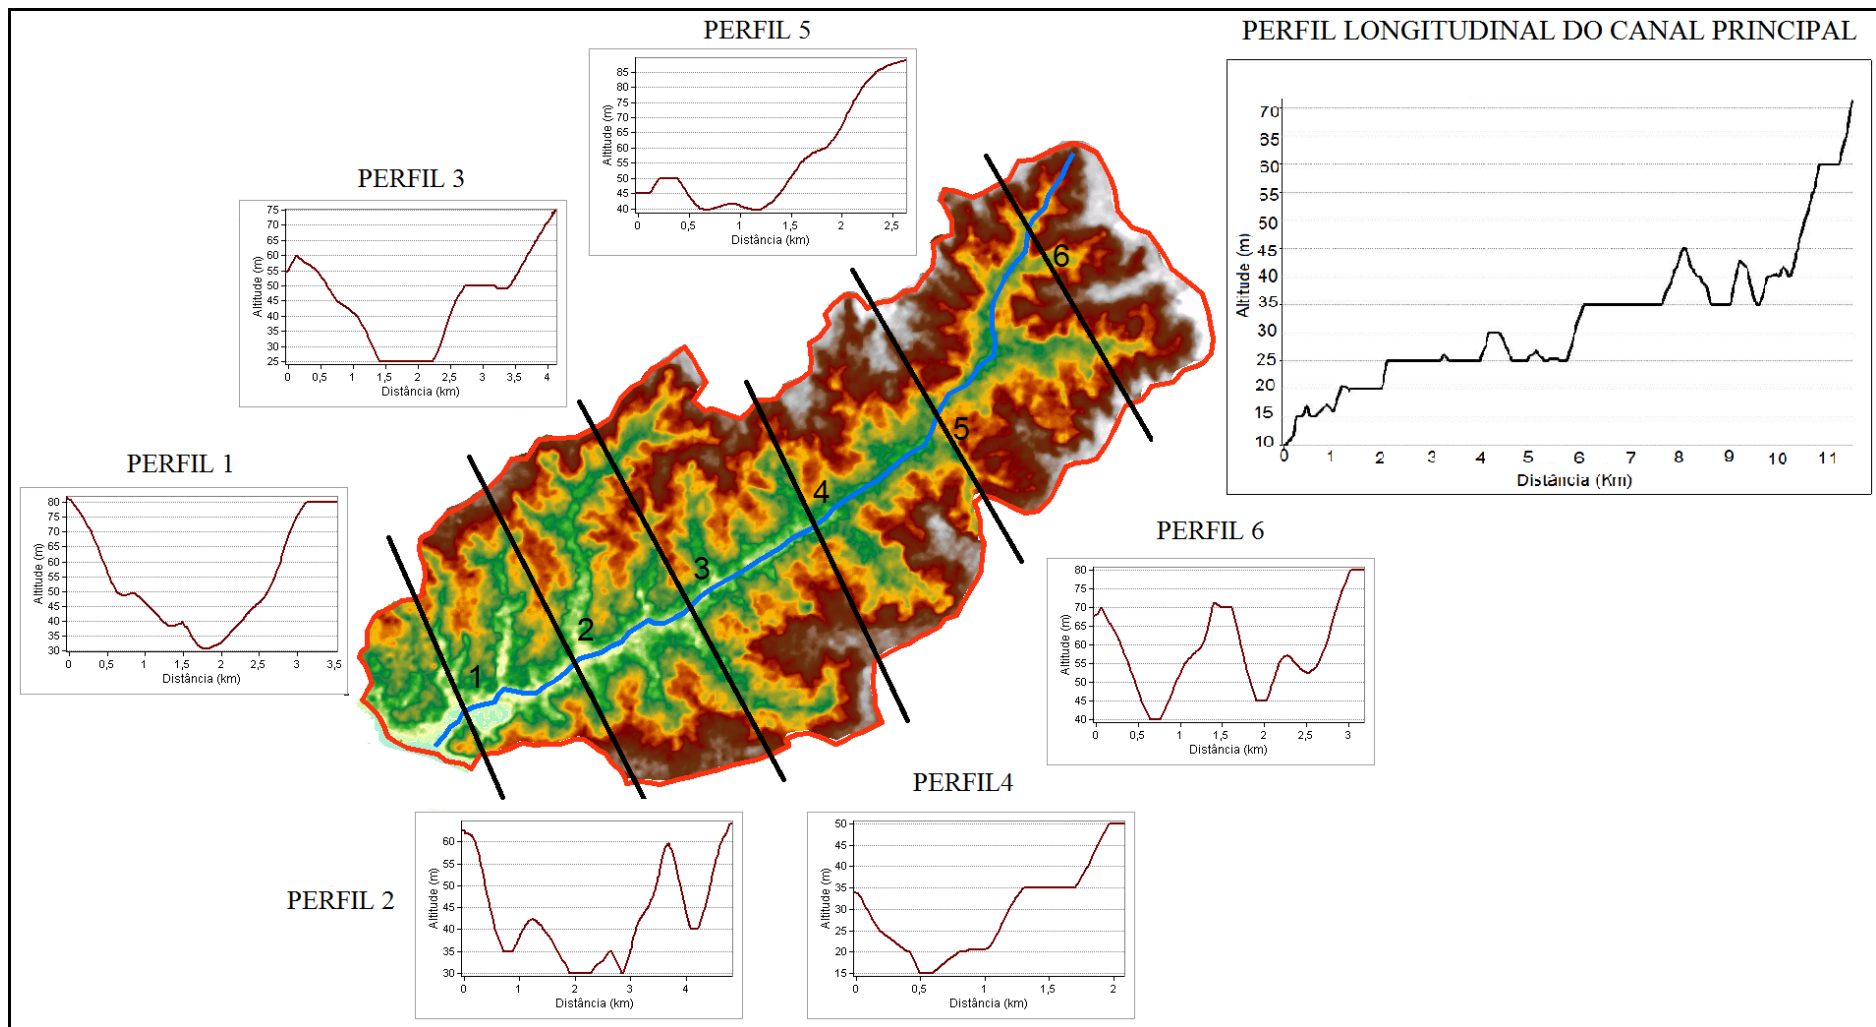 PERFIL 5
85
80
75
70
65
60
55
50
45
40
Altitude (m)
0 0,5 1 1,5 2 2,5
Distância (km)
PERFIL LONGITUDINAL DO CANAL PRINCIPAL
70
65
60
55
50
45
40
35
30
25
20
15
10
Altitude (m)
0 1 2 3 4 5 6 7 8 9 10 11
Distância (Km)
PERFIL 3
75
70
65
60
55
50
45
40
35
30
25
Altitude (m)
0 0,5 1 1,5 2 2,5 3 3,5 4
Distância (km)
PERFIL 1
80
75
70
65
60
55
50
45
40
35
30
Altitude (m)
0 0,5 1 1,5 2 2,5 3 3,5
Distância (km)
6
5
4
3
2
1
PERFIL 6
80
75
70
65
60
55
50
45
40
Altitude (m)
0 0,5 1 1,5 2 2,5 3
Distância (km)
PERFIL 2
60
55
50
45
40
35
30
Altitude (m)
0 1 2 3 4
Distância (km)
PERFIL4
50
45
40
35
30
25
20
15
Altitude (m)
0 0,5 1 1,5 2
Distância (km)